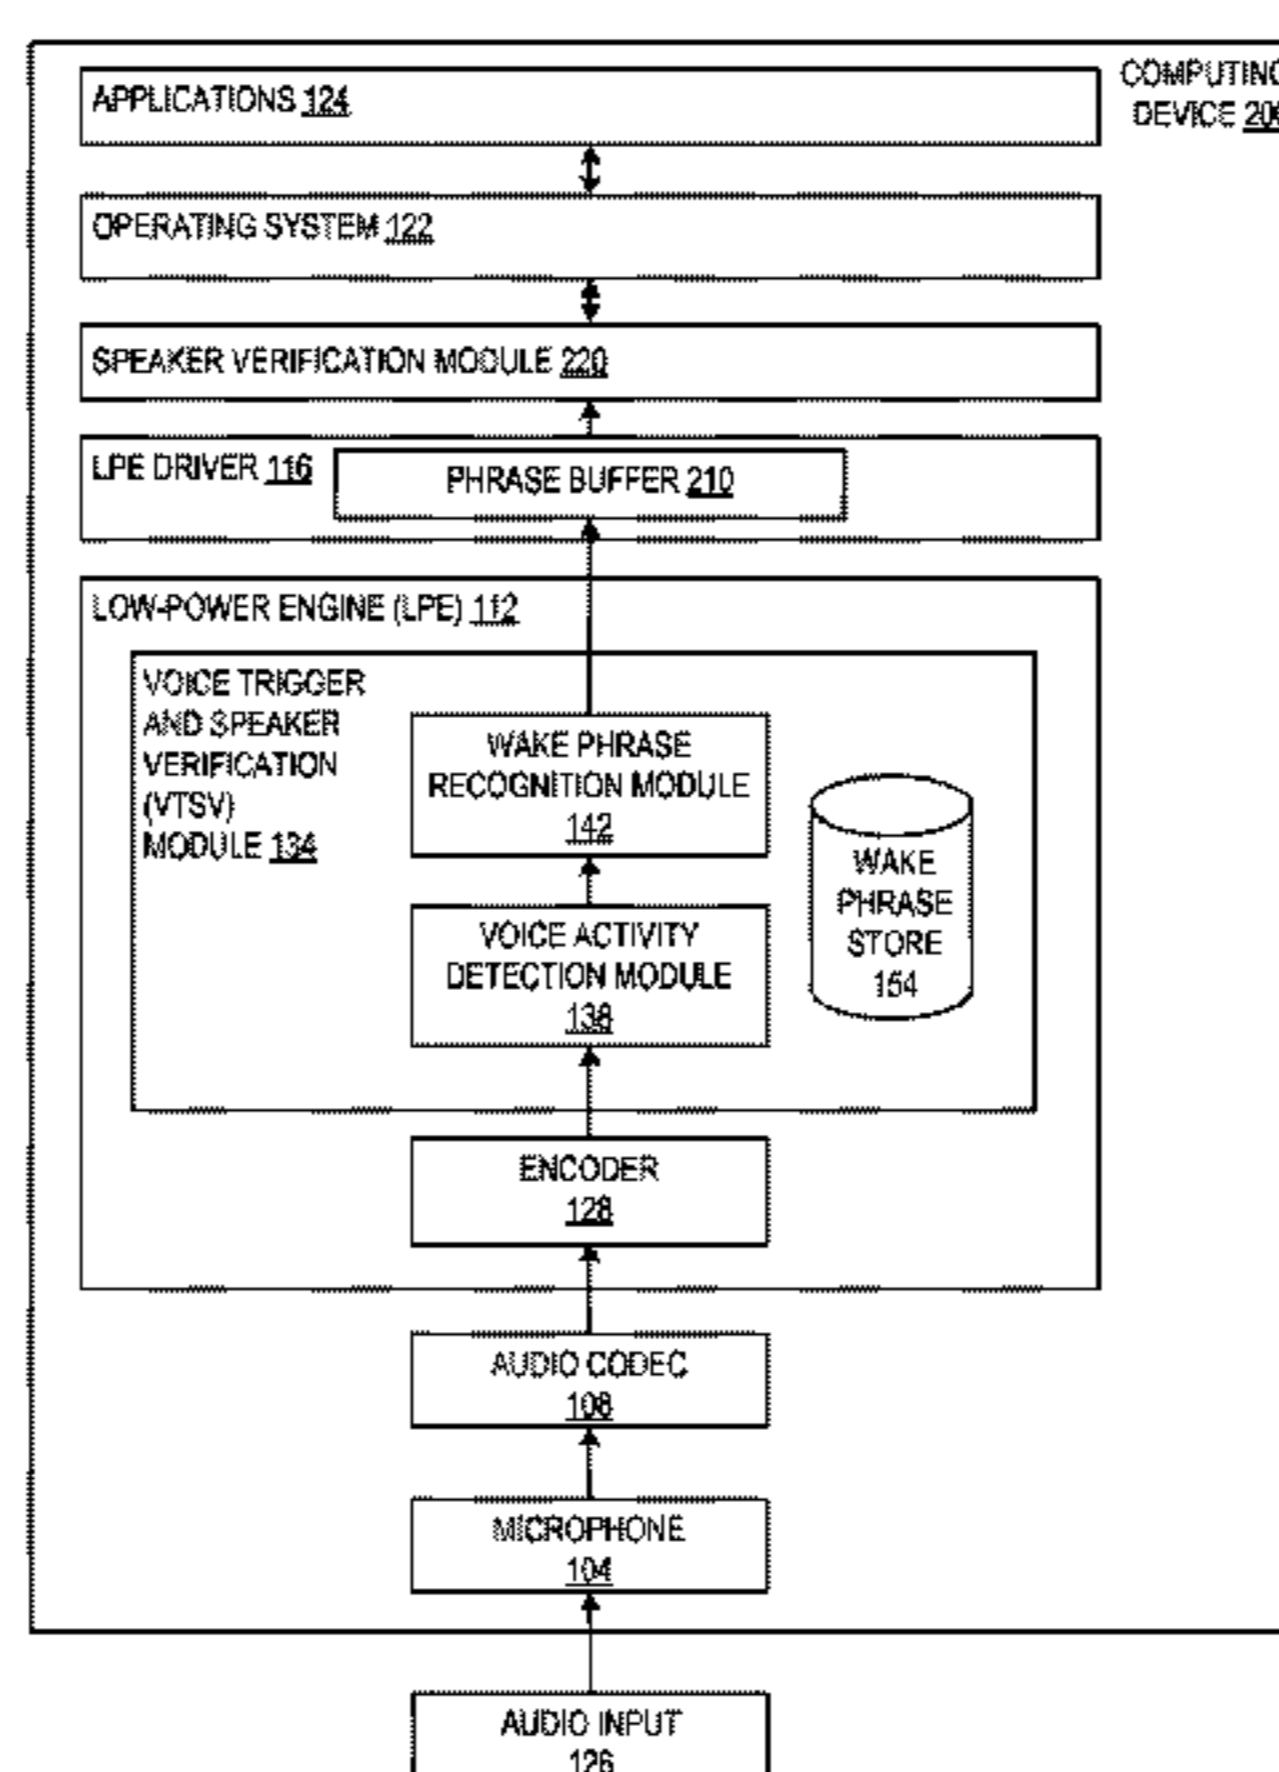 APPLICATIONS 124
COMPUTING
DEVICE 200
OPERATING SYSTEM 122
SPEAKER VERIFICATION MODULE 220
LPE DRIVER 116
PHRASE BUFFER 210
LOW-POWER ENGINE (LPE) 112
VOICE TRIGGER
AND SPEAKER
VERIFICATION
(VTSV)
MODULE 134
WAKE PHRASE
RECOGNITION MODULE
142
WAKE
PHRASE
STORE
154
VOICE ACTIVITY
DETECTION MODULE
138
ENCODER
128
AUDIO CODEC
108
MICROPHONE
104
AUDIO INPUT
126